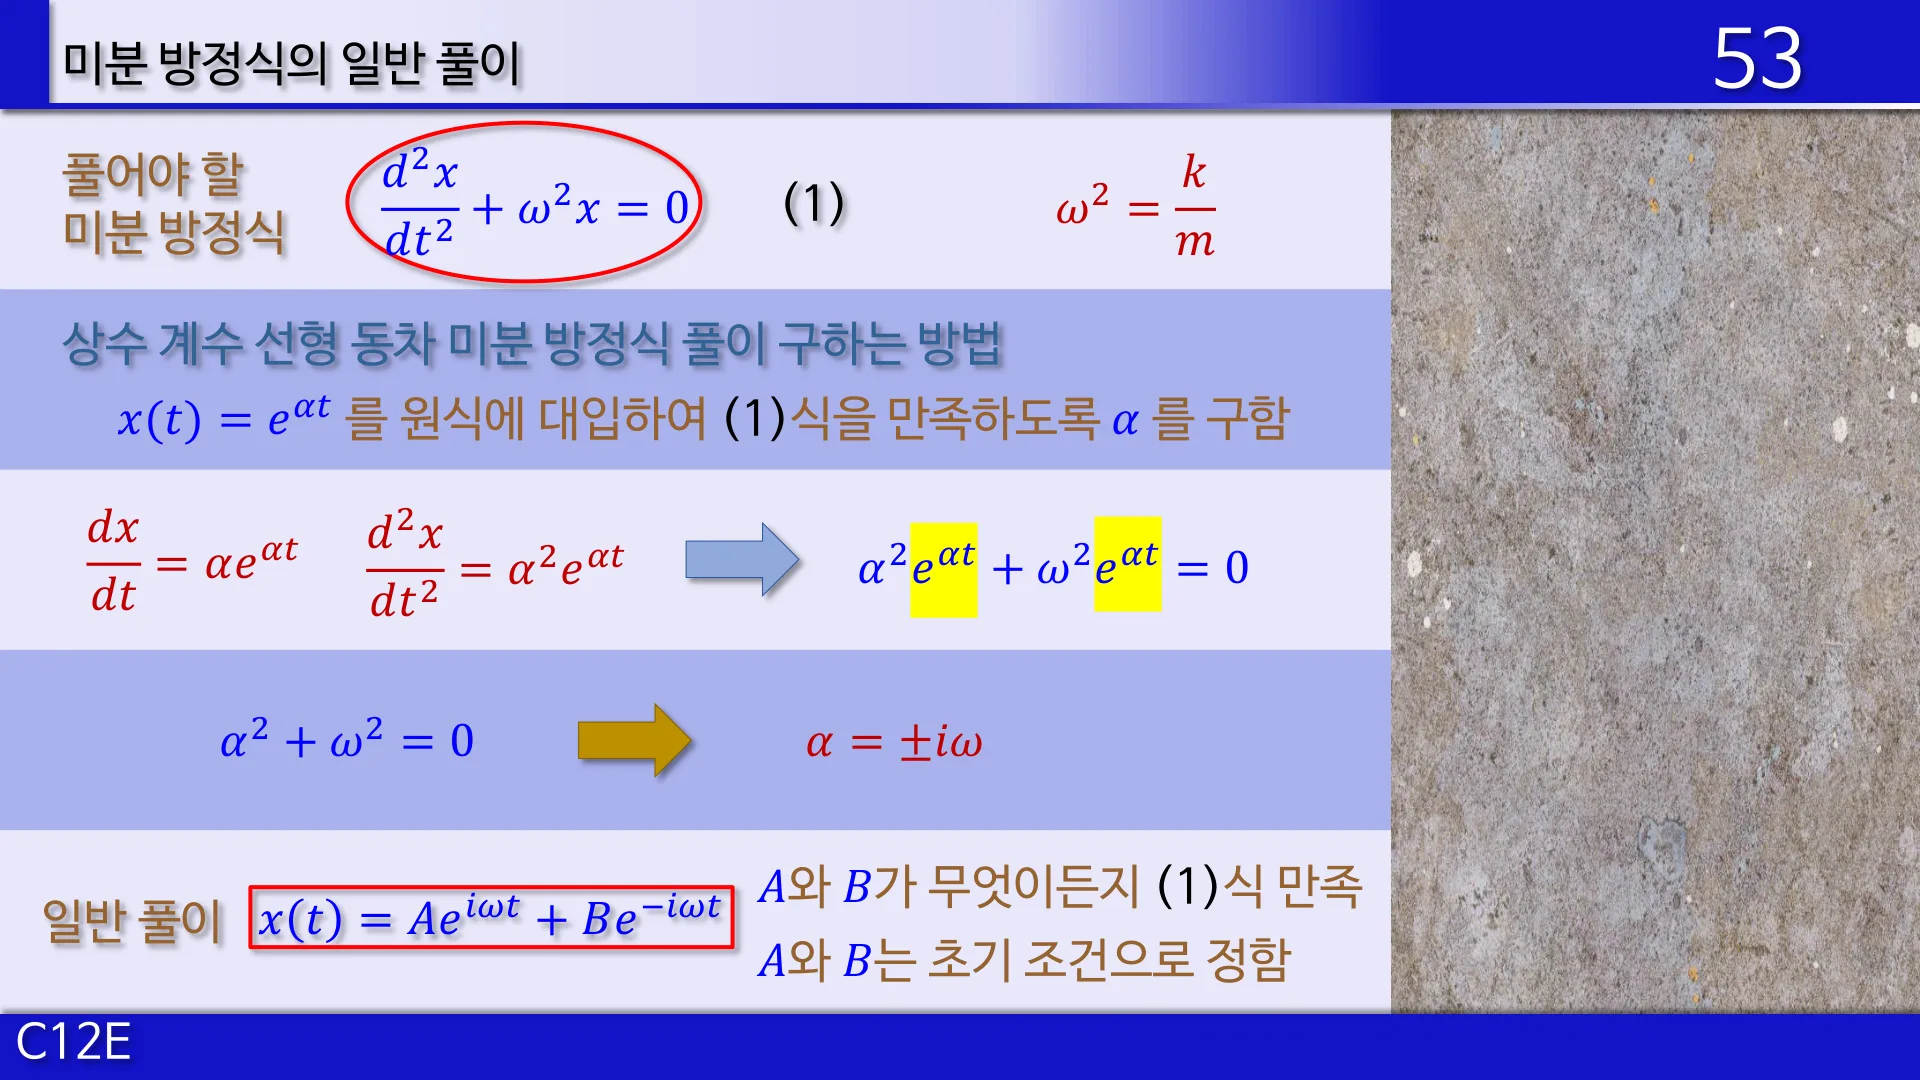 미분 방정식의 일반 풀이
53
풀어야 할
미분 방정식
d²x/dt² + ω²x = 0
(1)
ω² = k/m
상수 계수 선형 동차 미분 방정식 풀이 구하는 방법
x(t) = e^{αt} 를 원식에 대입하여 (1)식을 만족하도록 α 를 구함
dx/dt = αe^{αt}
d²x/dt² = α²e^{αt}
α²e^{αt} + ω²e^{αt} = 0
α² + ω² = 0
α = ±iω
일반 풀이
x(t) = Ae^{iωt} + Be^{−iωt}
A와 B가 무엇이든지 (1)식 만족
A와 B는 초기 조건으로 정함
C12E